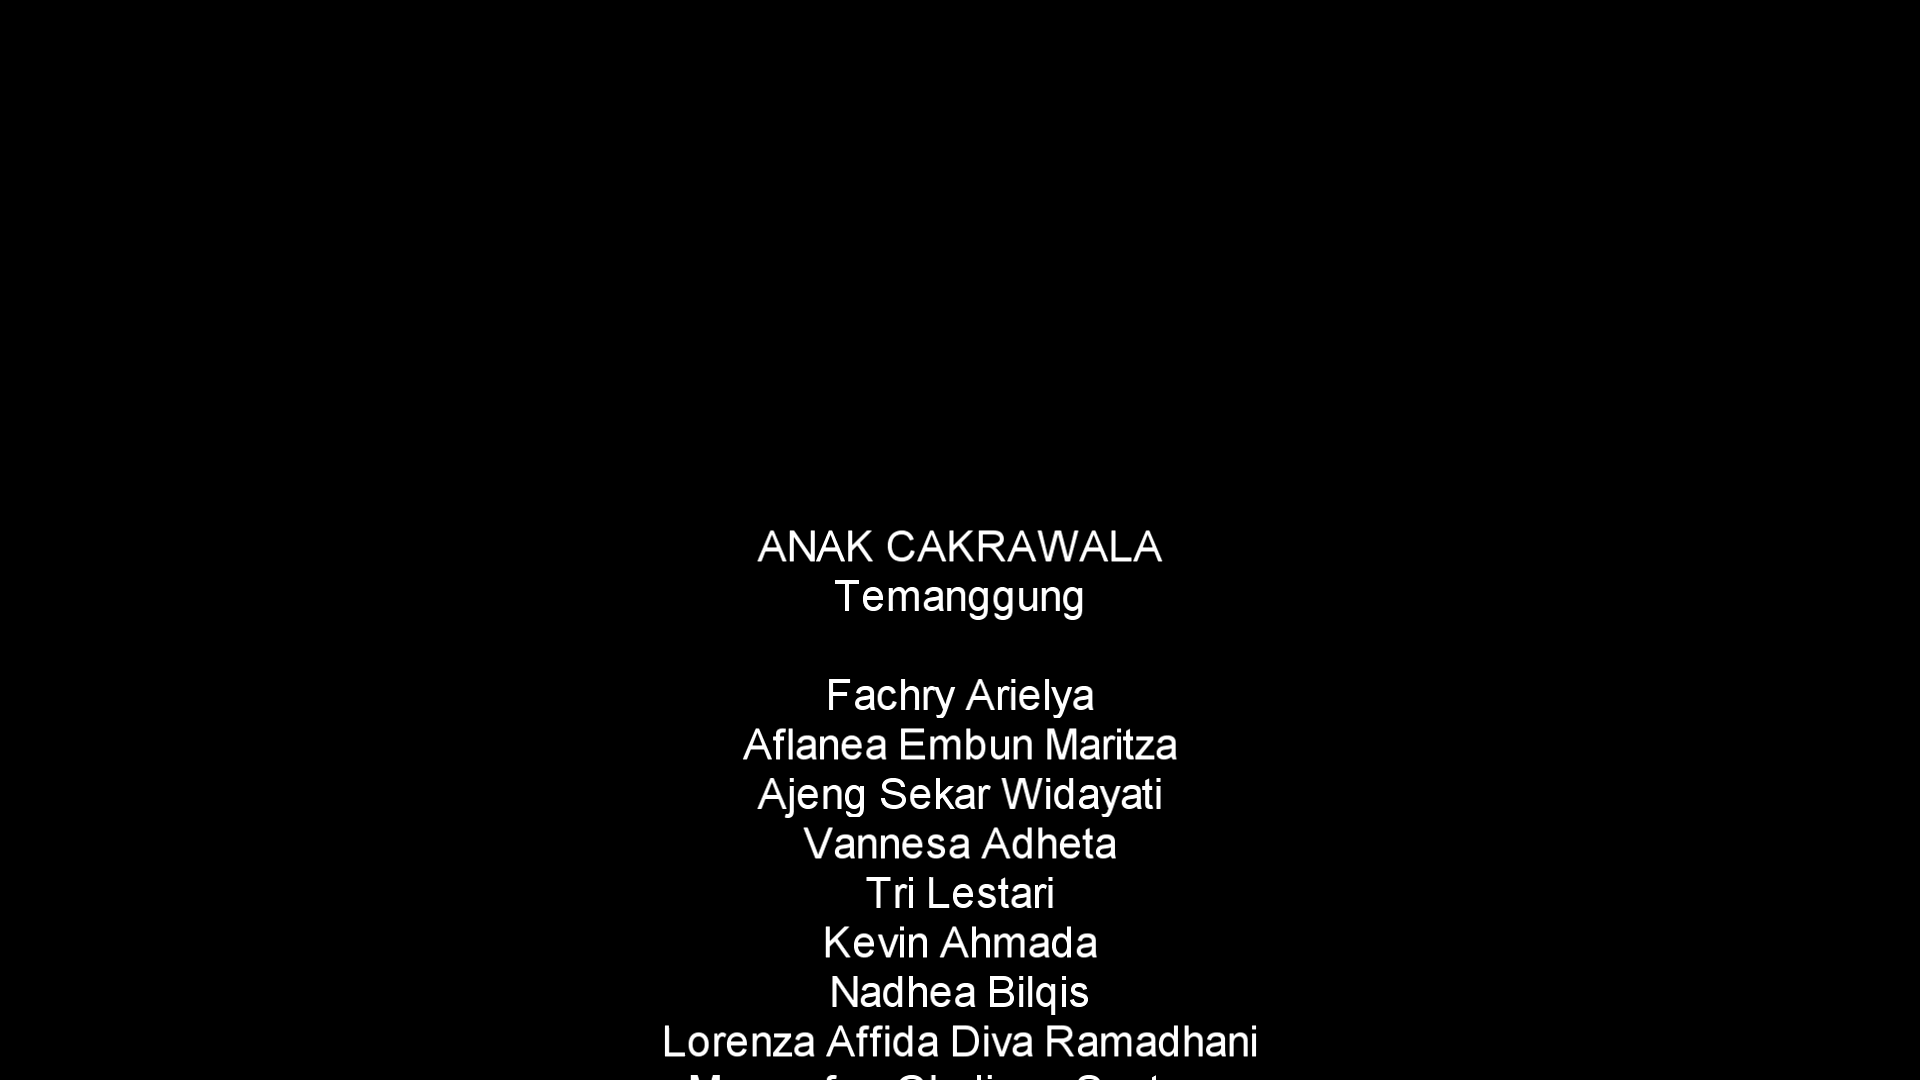 ANAK CAKRAWALA
Temanggung
Fachry Arielya
Aflanea Embun Maritza
Ajeng Sekar Widayati
Vannesa Adheta
Tri Lestari
Kevin Ahmada
Nadhea Bilqis
Lorenza Affida Diva Ramadhani